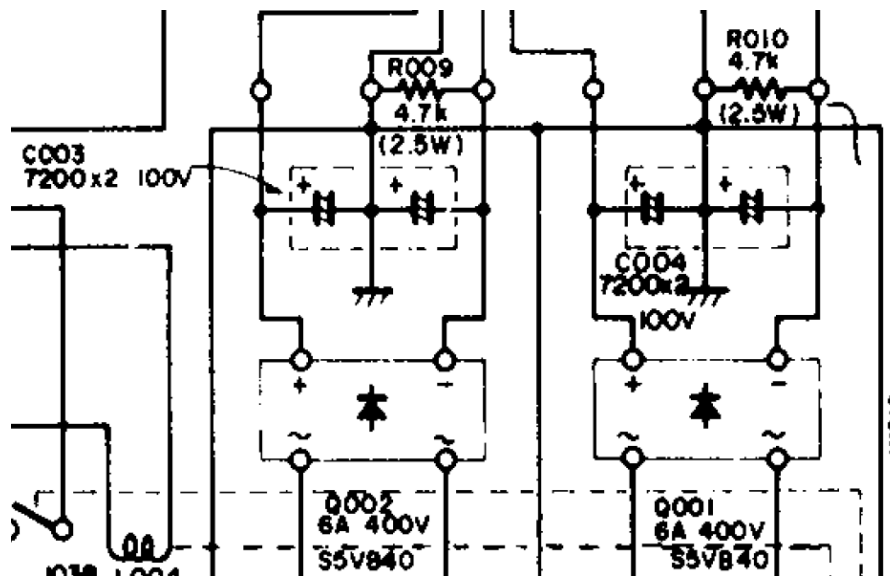 R009
4.7k
(2.5W)
R010
4.7k
(2.5W)
C003
7200x2 100V
+
+
+
+
C004
7200x2
100V
+
−
+
−
~
~
~
~
Q002
6A 400V
S5VB40
Q001
6A 400V
S5VB40